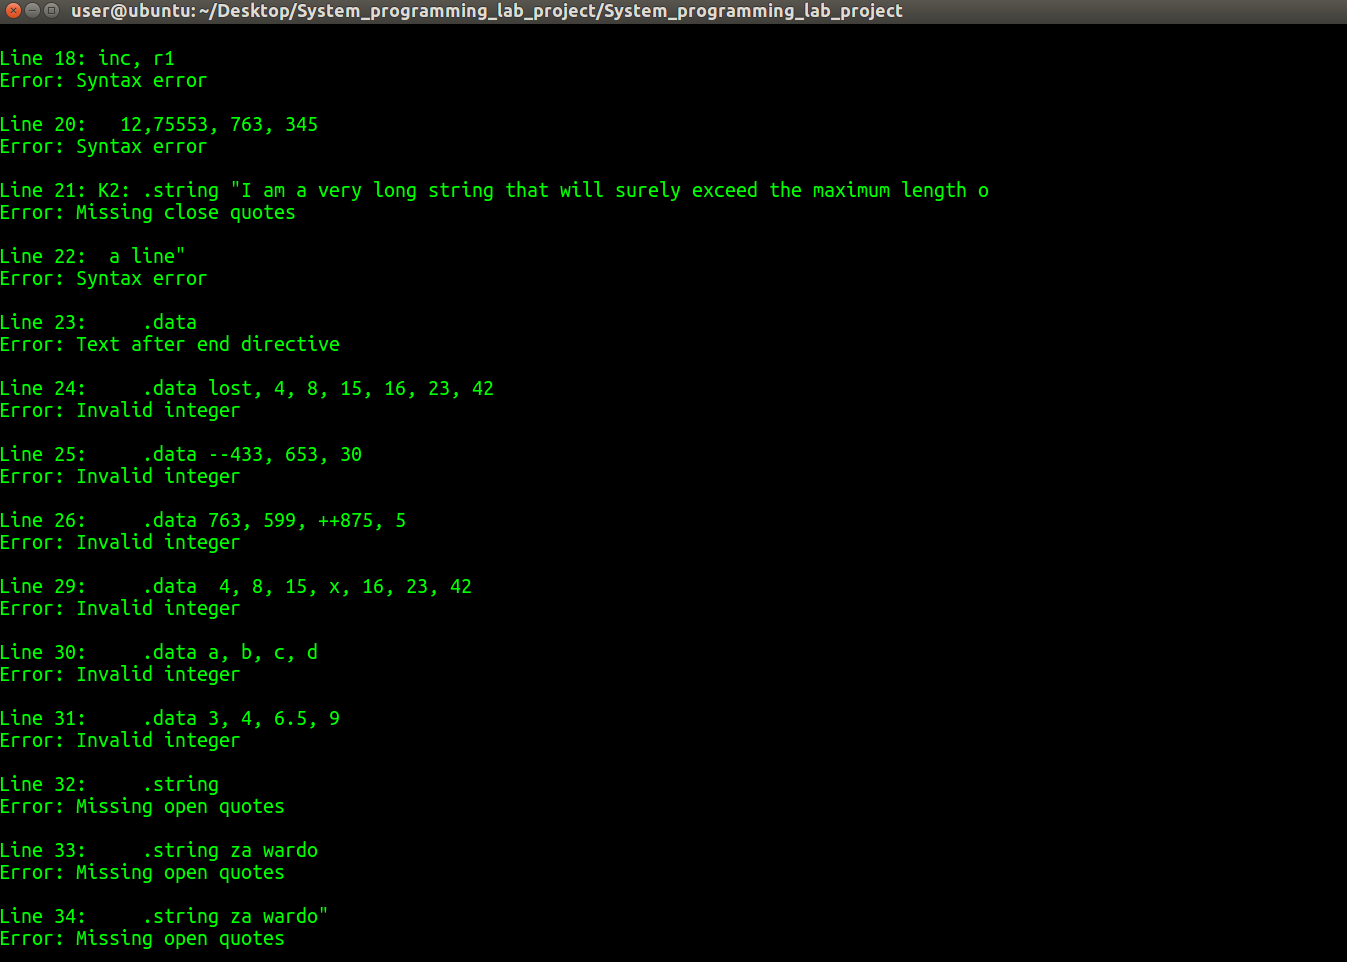 user@ubuntu: ~/Desktop/System_programming_lab_project/System_programming_lab_project
Line 18: inc, r1
Error: Syntax error
Line 20:   12,75553, 763, 345
Error: Syntax error
Line 21: K2: .string "I am a very long string that will surely exceed the maximum length o
Error: Missing close quotes
Line 22:  a line"
Error: Syntax error
Line 23:     .data
Error: Text after end directive
Line 24:     .data lost, 4, 8, 15, 16, 23, 42
Error: Invalid integer
Line 25:     .data --433, 653, 30
Error: Invalid integer
Line 26:     .data 763, 599, ++875, 5
Error: Invalid integer
Line 29:     .data  4, 8, 15, x, 16, 23, 42
Error: Invalid integer
Line 30:     .data a, b, c, d
Error: Invalid integer
Line 31:     .data 3, 4, 6.5, 9
Error: Invalid integer
Line 32:     .string
Error: Missing open quotes
Line 33:     .string za wardo
Error: Missing open quotes
Line 34:     .string za wardo"
Error: Missing open quotes